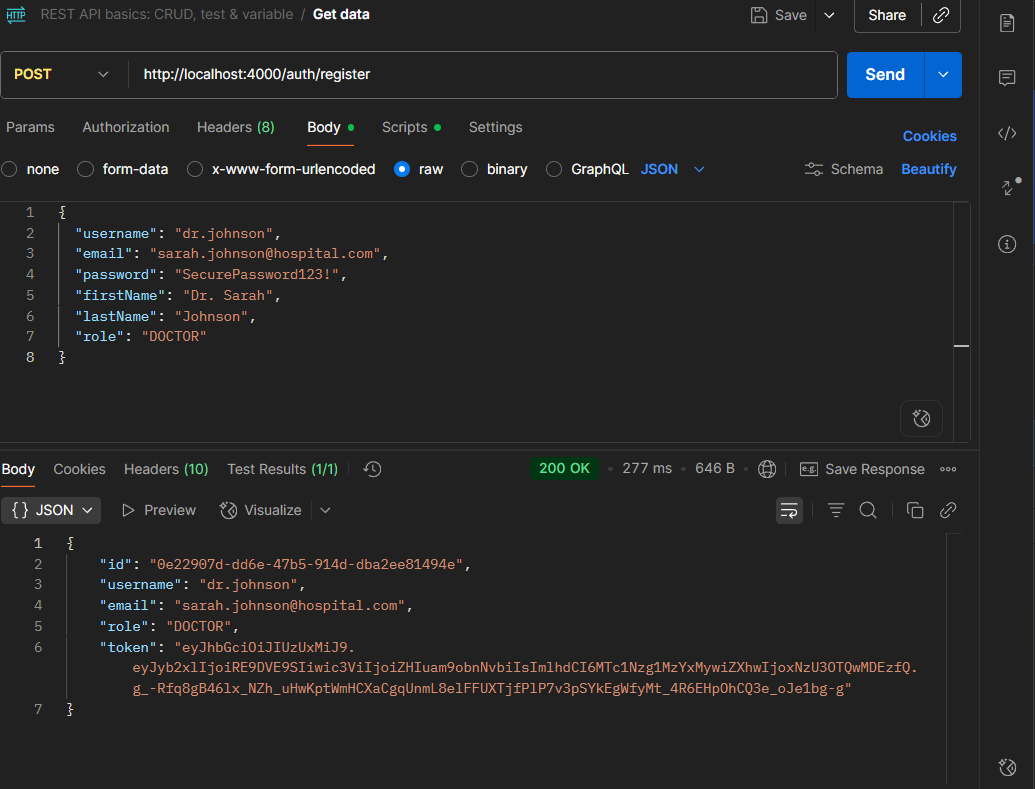 HTTP REST API basics: CRUD, test & variable / Get data
Save Share
POST http://localhost:4000/auth/register Send
Params Authorization Headers (8) Body Scripts Settings Cookies
none form-data x-www-form-urlencoded raw binary GraphQL JSON Schema Beautify
1 {
2 "username": "dr.johnson",
3 "email": "sarah.johnson@hospital.com",
4 "password": "SecurePassword123!",
5 "firstName": "Dr. Sarah",
6 "lastName": "Johnson",
7 "role": "DOCTOR"
8 }
Body Cookies Headers (10) Test Results (1/1) 200 OK 277 ms 646 B e.g. Save Response
{ } JSON Preview Visualize
1 {
2 "id": "0e22907d-dd6e-47b5-914d-dba2ee81494e",
3 "username": "dr.johnson",
4 "email": "sarah.johnson@hospital.com",
5 "role": "DOCTOR",
6 "token": "eyJhbGciOiJIUzUxMiJ9.
eyJyb2xlIjoiRE9DVE9SIiwic3ViIjoiZHIuam9obnNvbiIsImlhdCI6MTc1Nzg1MzYxMywiZXhwIjoxNzU3OTQwMDEzfQ.
g_-Rfq8gB46lx_NZh_uHwKptWmHCXaCgqUnmL8elFFUXTjfPlP7v3pSYkEgWfyMt_4R6EHpOhCQ3e_oJe1bg-g"
7 }